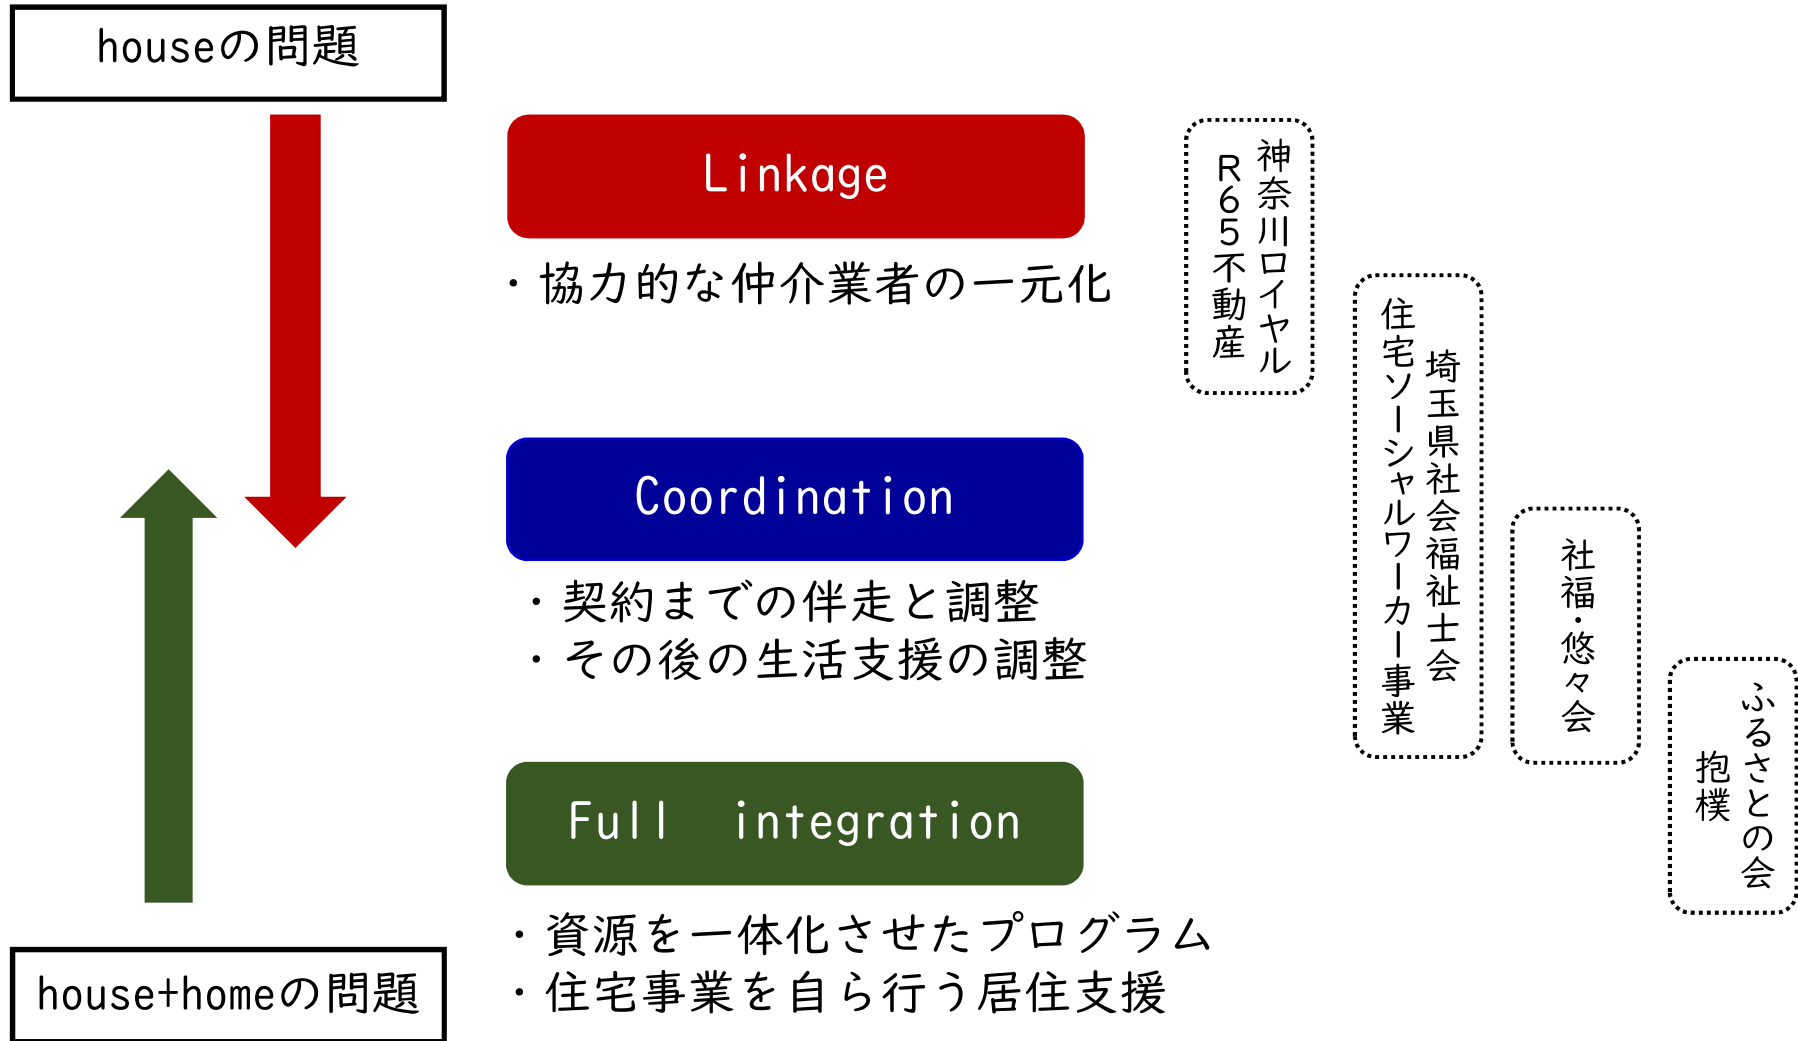 houseの問題
Linkage
・協力的な仲介業者の一元化
Coordination
・契約までの伴走と調整
・その後の生活支援の調整
Full　integration
・資源を一体化させたプログラム
・住宅事業を自ら行う居住支援
house+homeの問題
神奈川ロイヤル
R65不動産
埼玉県社会福祉士会
住宅ソーシャルワーカー事業
社福・悠々会
ふるさとの会
抱樸